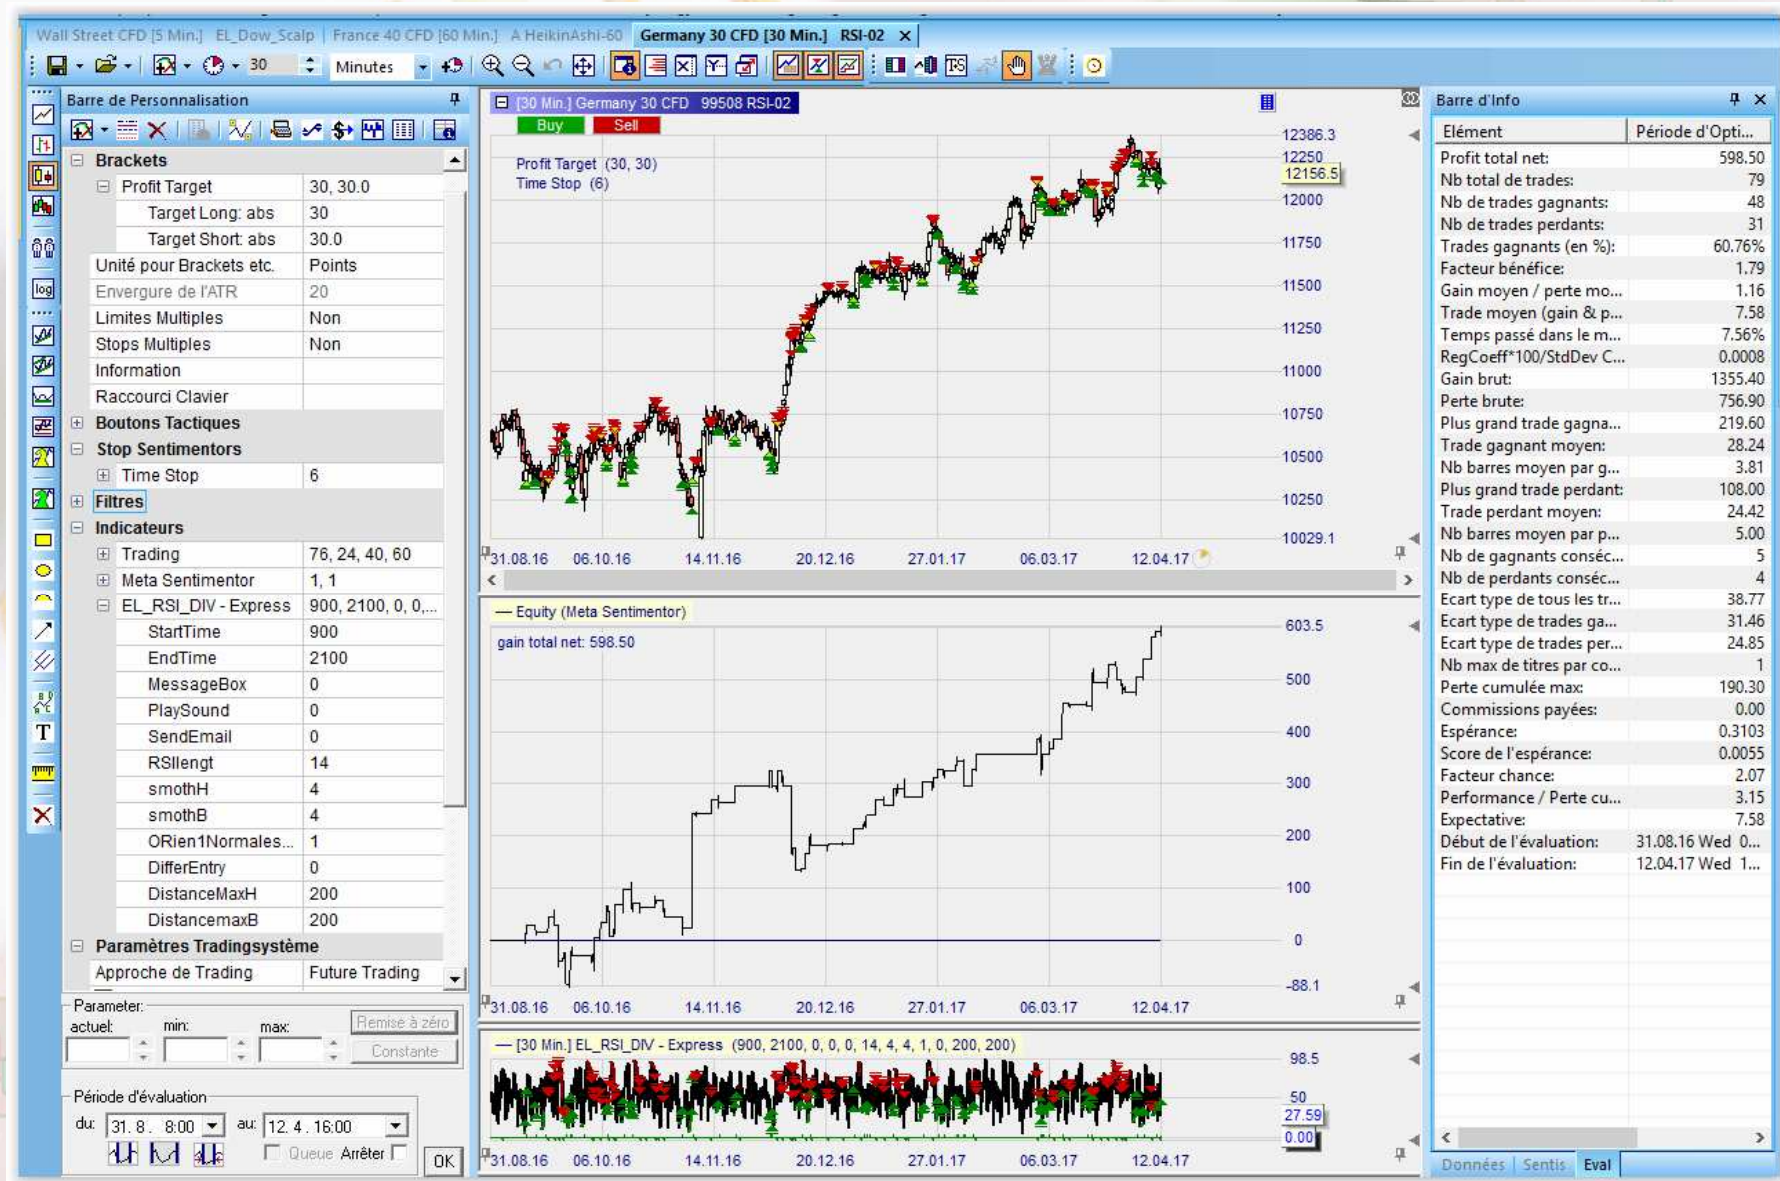 Wall Street CFD [5 Min.] EL_Dow_Scalp France 40 CFD [60 Min.] A HeikinAshi-60 Germany 30 CFD [30 Min.] RSI-02 X
30 Minutes
Barre de Personnalisation
Brackets
Profit Target 30, 30.0
Target Long: abs 30
Target Short: abs 30.0
Unité pour Brackets etc. Points
Envergure de l'ATR 20
Limites Multiples Non
Stops Multiples Non
Information
Raccourci Clavier
Boutons Tactiques
Stop Sentimentors
Time Stop 6
Filtres
Indicateurs
Trading 76, 24, 40, 60
Meta Sentimentor 1, 1
EL_RSI_DIV - Express 900, 2100, 0, 0,...
StartTime 900
EndTime 2100
MessageBox 0
PlaySound 0
SendEmail 0
RSIlengt 14
smothH 4
smothB 4
ORien1Normales... 1
DifferEntry 0
DistanceMaxH 200
DistancemaxB 200
Paramètres Tradingsystème
Approche de Trading Future Trading
Parameter:
actuel: min: max: Remise à zéro
Constante
Période d'évaluation
du: 31. 8. 8:00 au: 12. 4. 16:00
Queue Arrêter OK
log
T
[30 Min.] Germany 30 CFD 99508 RSI-02
Buy Sell
Profit Target (30, 30)
Time Stop (6)
12386.3
12250
12156.5
12000
11750
11500
11250
11000
10750
10500
10250
10029.1
31.08.16 06.10.16 14.11.16 20.12.16 27.01.17 06.03.17 12.04.17
Equity (Meta Sentimentor)
gain total net: 598.50
603.5
500
400
300
200
100
0
-88.1
31.08.16 06.10.16 14.11.16 20.12.16 27.01.17 06.03.17 12.04.17
[30 Min.] EL_RSI_DIV - Express (900, 2100, 0, 0, 0, 14, 4, 4, 1, 0, 200, 200)
98.5
50
27.59
0.00
31.08.16 06.10.16 14.11.16 20.12.16 27.01.17 06.03.17 12.04.17
Barre d'Info
Elément Période d'Opti...
Profit total net: 598.50
Nb total de trades: 79
Nb de trades gagnants: 48
Nb de trades perdants: 31
Trades gagnants (en %): 60.76%
Facteur bénéfice: 1.79
Gain moyen / perte mo... 1.16
Trade moyen (gain & p... 7.58
Temps passé dans le m... 7.56%
RegCoeff*100/StdDev C... 0.0008
Gain brut: 1355.40
Perte brute: 756.90
Plus grand trade gagna... 219.60
Trade gagnant moyen: 28.24
Nb barres moyen par g... 3.81
Plus grand trade perdant: 108.00
Trade perdant moyen: 24.42
Nb barres moyen par p... 5.00
Nb de gagnants conséc... 5
Nb de perdants conséc... 4
Ecart type de tous les tr... 38.77
Ecart type de trades ga... 31.46
Ecart type de trades per... 24.85
Nb max de titres par co... 1
Perte cumulée max: 190.30
Commissions payées: 0.00
Espérance: 0.3103
Score de l'espérance: 0.0055
Facteur chance: 2.07
Performance / Perte cu... 3.15
Expectative: 7.58
Début de l'évaluation: 31.08.16 Wed 0...
Fin de l'évaluation: 12.04.17 Wed 1...
Données Sentis Eval